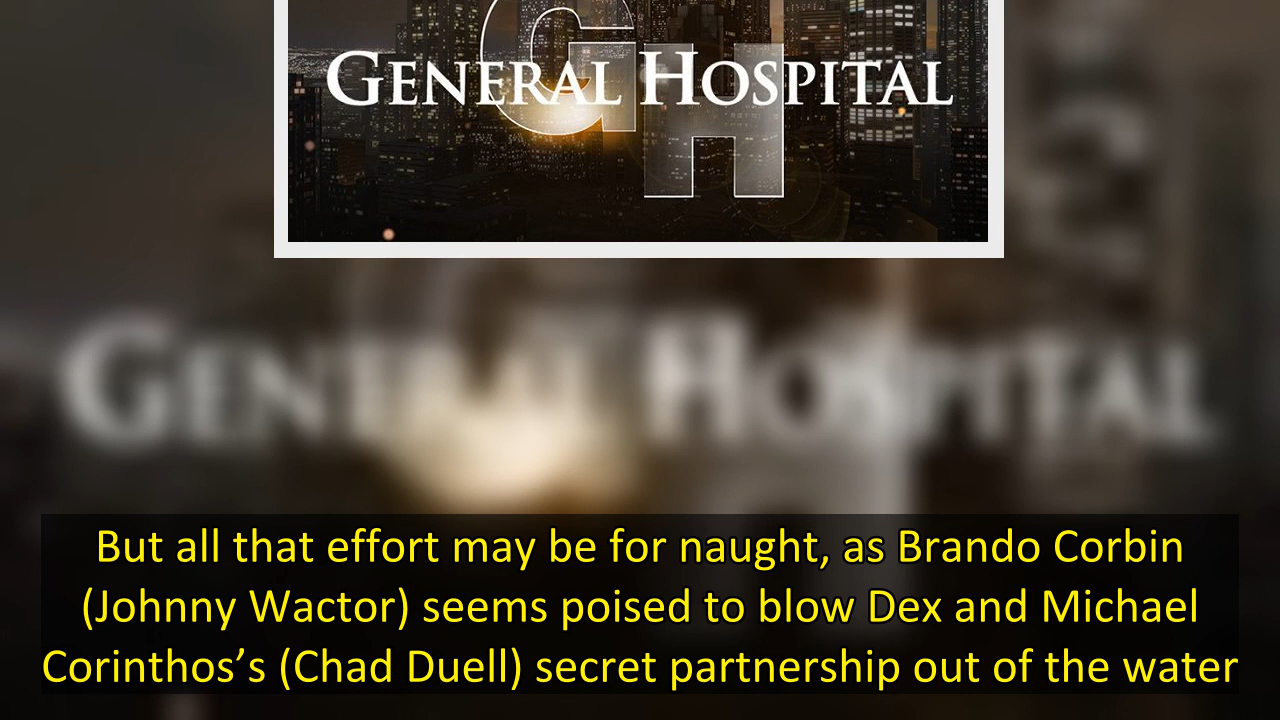 GH
GENERAL HOSPITAL
GENERAL HOSPITAL
But all that effort may be for naught, as Brando Corbin
(Johnny Wactor) seems poised to blow Dex and Michael
Corinthos’s (Chad Duell) secret partnership out of the water